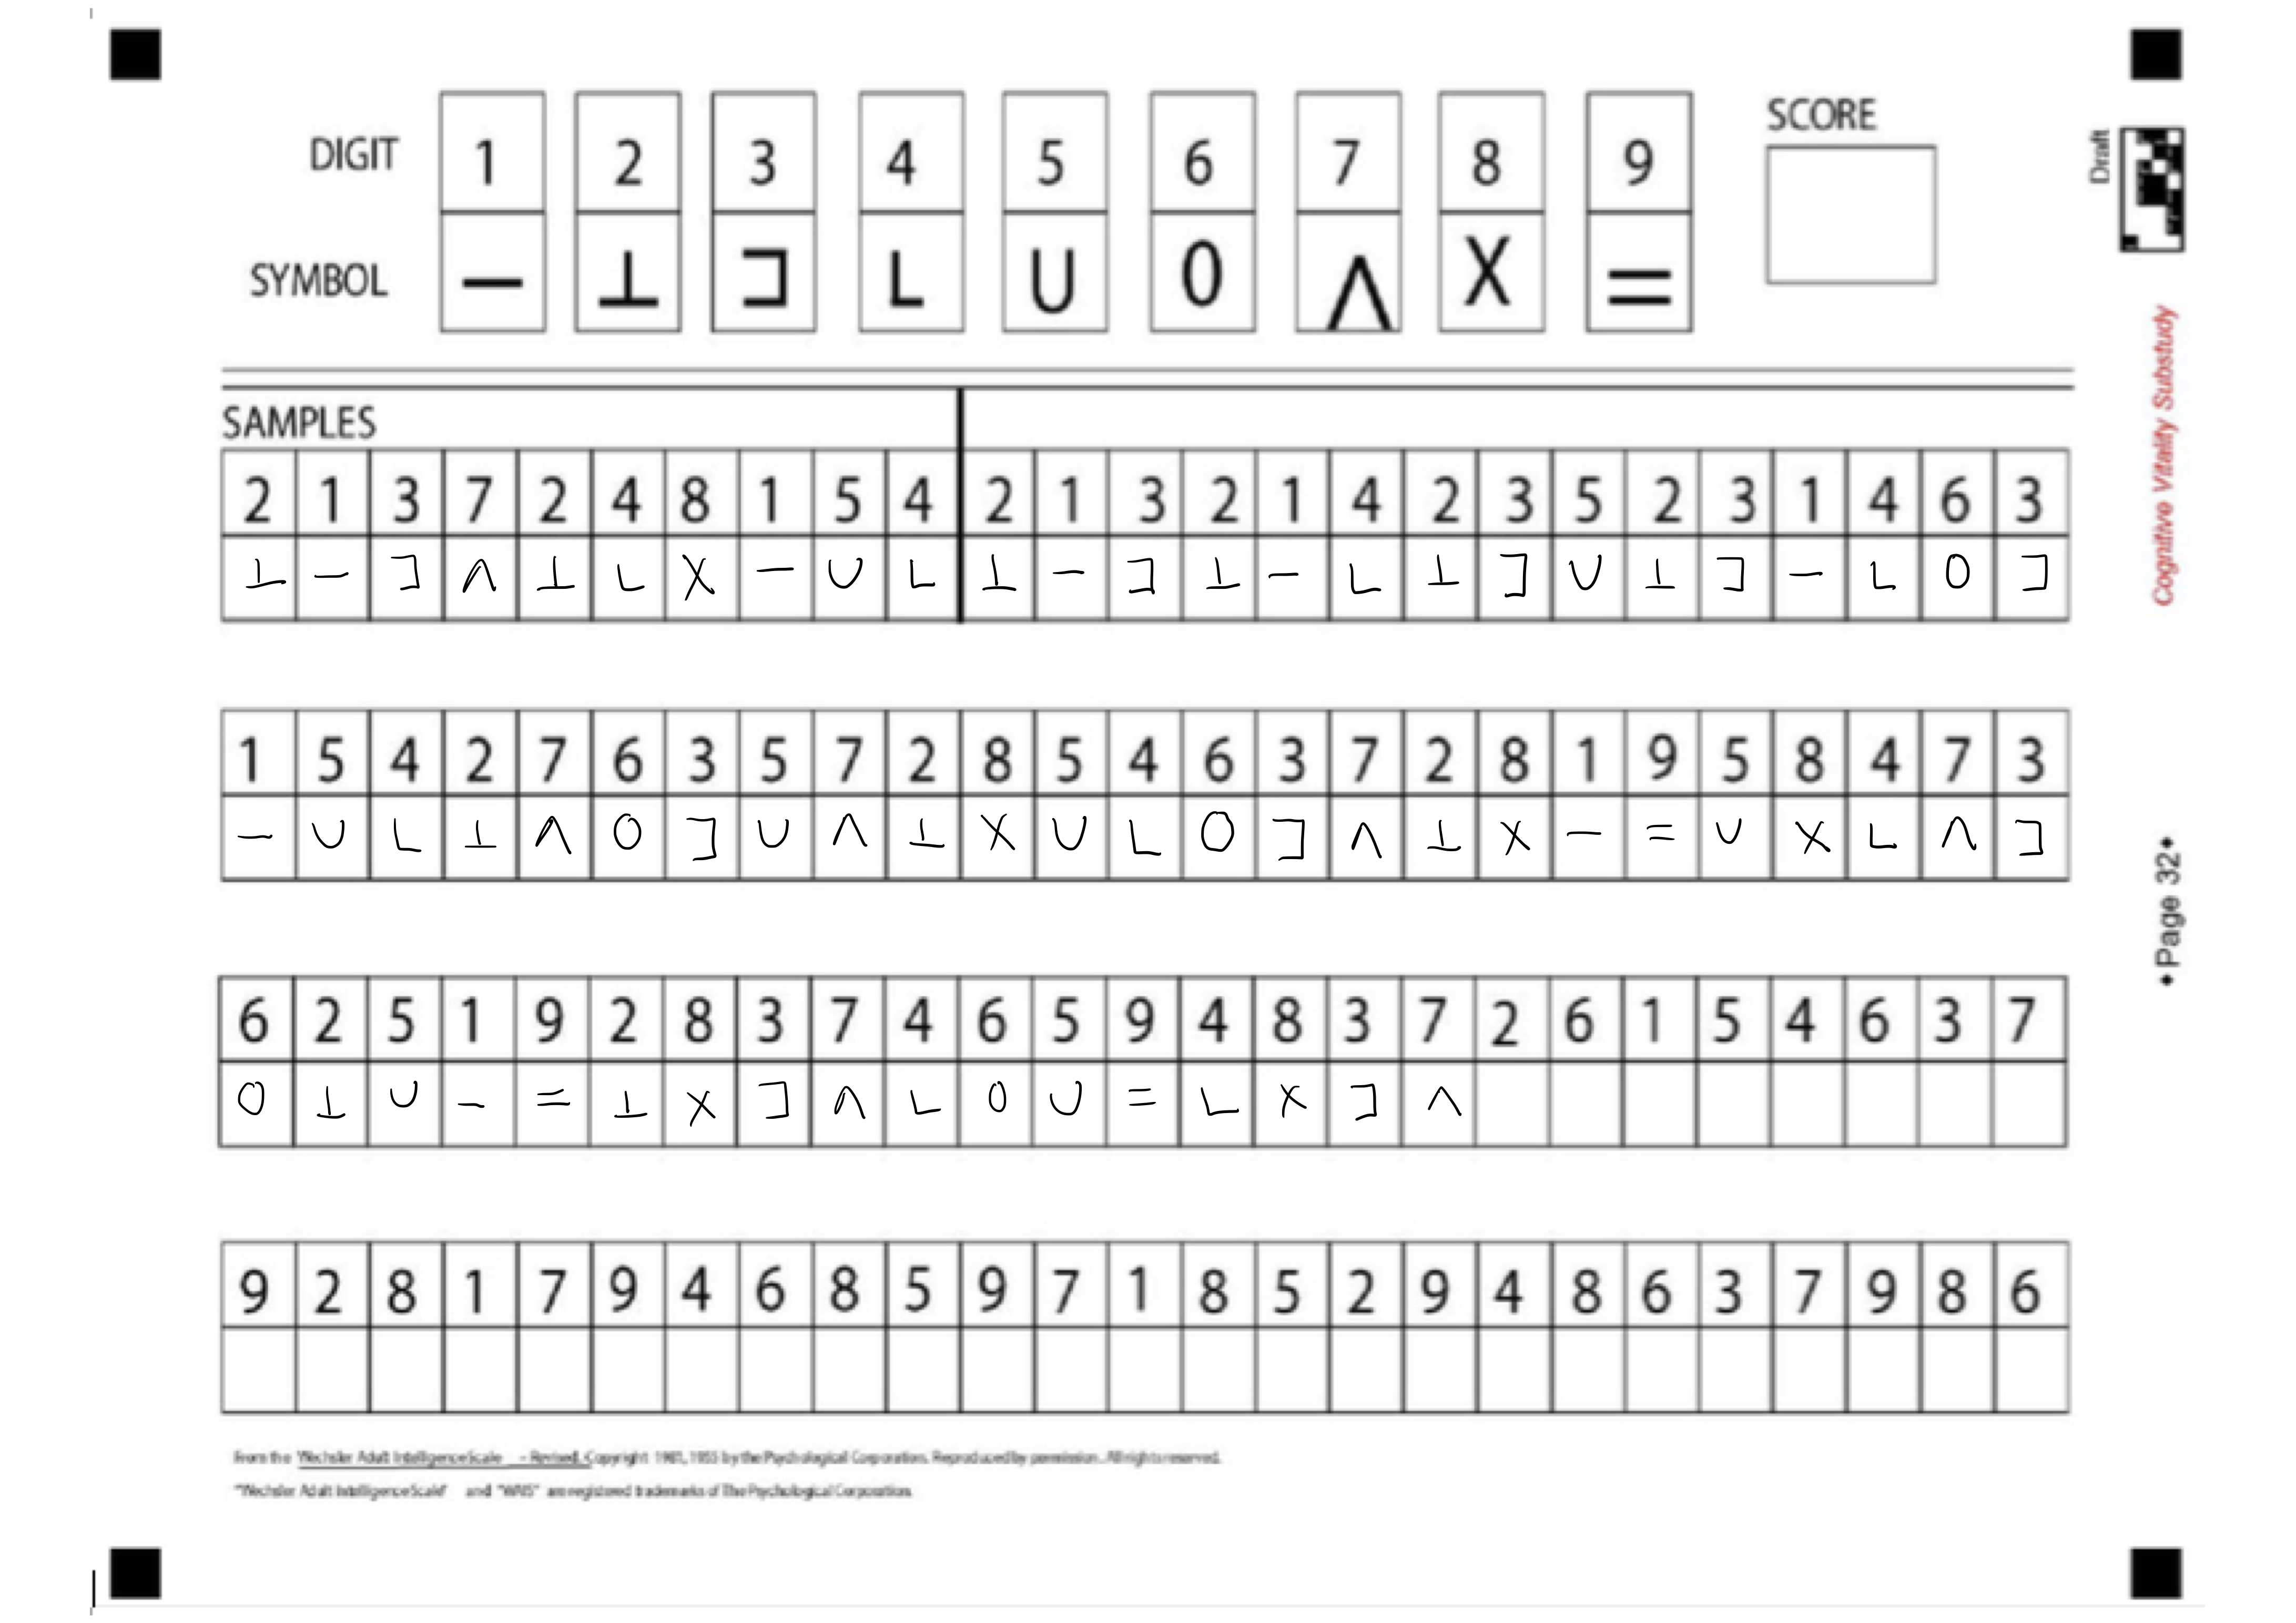 DIGIT 1 2 3 4 5 6 7 8 9
SYMBOL — ⊥ ⊐ L U O Λ X =
SCORE
Draft
SAMPLES
2 1 3 7 2 4 8 1 5 4 2 1 3 2 1 4 2 3 5 2 3 1 4 6 3
⊥ — ⊐ Λ ⊥ L X — U L ⊥ — ⊐ ⊥ — L ⊥ ⊐ U ⊥ ⊐ — L O ⊐
1 5 4 2 7 6 3 5 7 2 8 5 4 6 3 7 2 8 1 9 5 8 4 7 3
— U L ⊥ Λ O ⊐ U Λ ⊥ X U L O ⊐ Λ ⊥ X — = U X L Λ ⊐
6 2 5 1 9 2 8 3 7 4 6 5 9 4 8 3 7 2 6 1 5 4 6 3 7
O ⊥ U — = ⊥ X ⊐ Λ L O U = L X ⊐ Λ
9 2 8 1 7 9 4 6 8 5 9 7 1 8 5 2 9 4 8 6 3 7 9 8 6
From the Wechsler Adult Intelligence Scale - Revised. Copyright 1981, 1955 by the Psychological Corporation. Reproduced by permission. All rights reserved.
"Wechsler Adult Intelligence Scale" and "WAIS" are registered trademarks of The Psychological Corporation.
Cognitive Vitality Substudy
♦Page 32♦